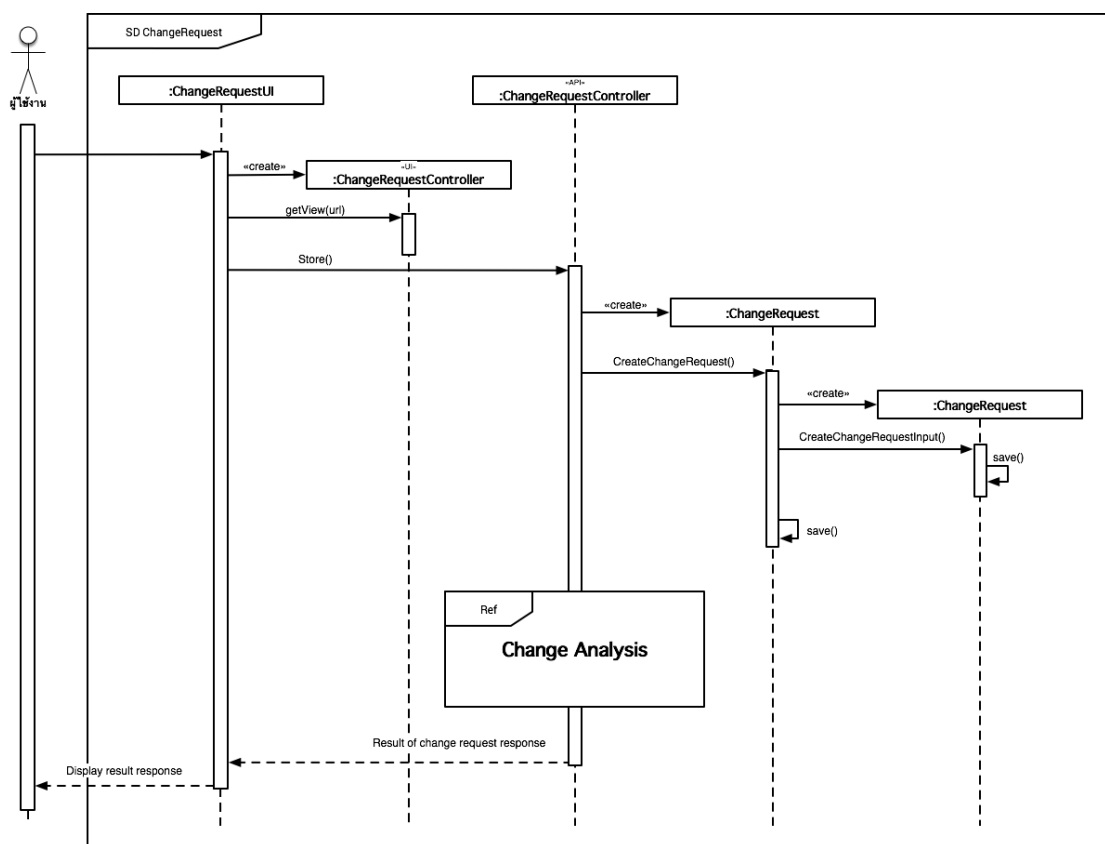 SD ChangeRequest
ผู้ใช้งาน
:ChangeRequestUI
«API»
:ChangeRequestController
«create»
«UI»
:ChangeRequestController
getView(url)
Store()
«create»
:ChangeRequest
CreateChangeRequest()
«create»
:ChangeRequest
CreateChangeRequestInput()
save()
save()
Ref
Change Analysis
Result of change request response
Display result response